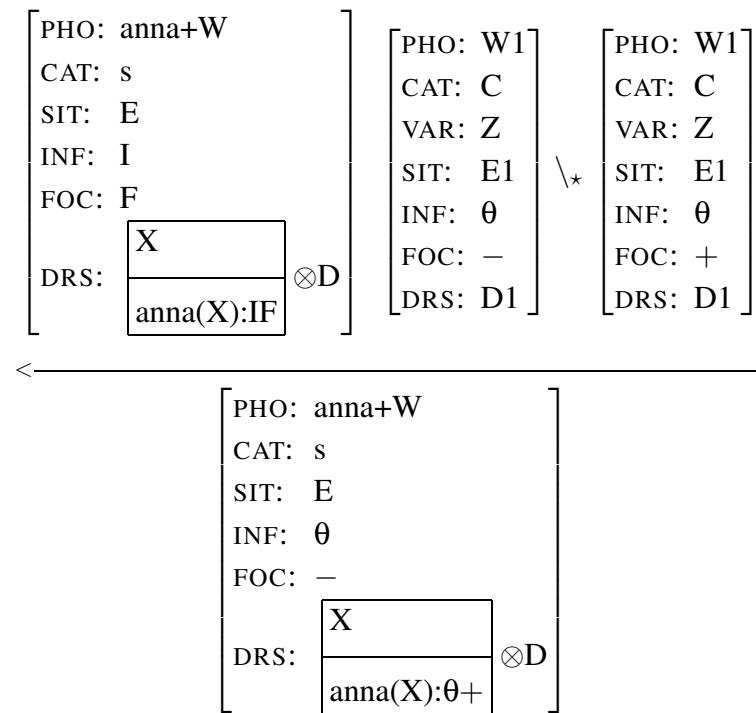 PHO: anna+W
CAT: s
SIT: E
INF: I
FOC: F
DRS: X
anna(X):IF ⊗D
PHO: W1
CAT: C
VAR: Z
SIT: E1
INF: θ
FOC: −
DRS: D1
\⋆
PHO: W1
CAT: C
VAR: Z
SIT: E1
INF: θ
FOC: +
DRS: D1
<
PHO: anna+W
CAT: s
SIT: E
INF: θ
FOC: −
DRS: X
anna(X):θ+ ⊗D